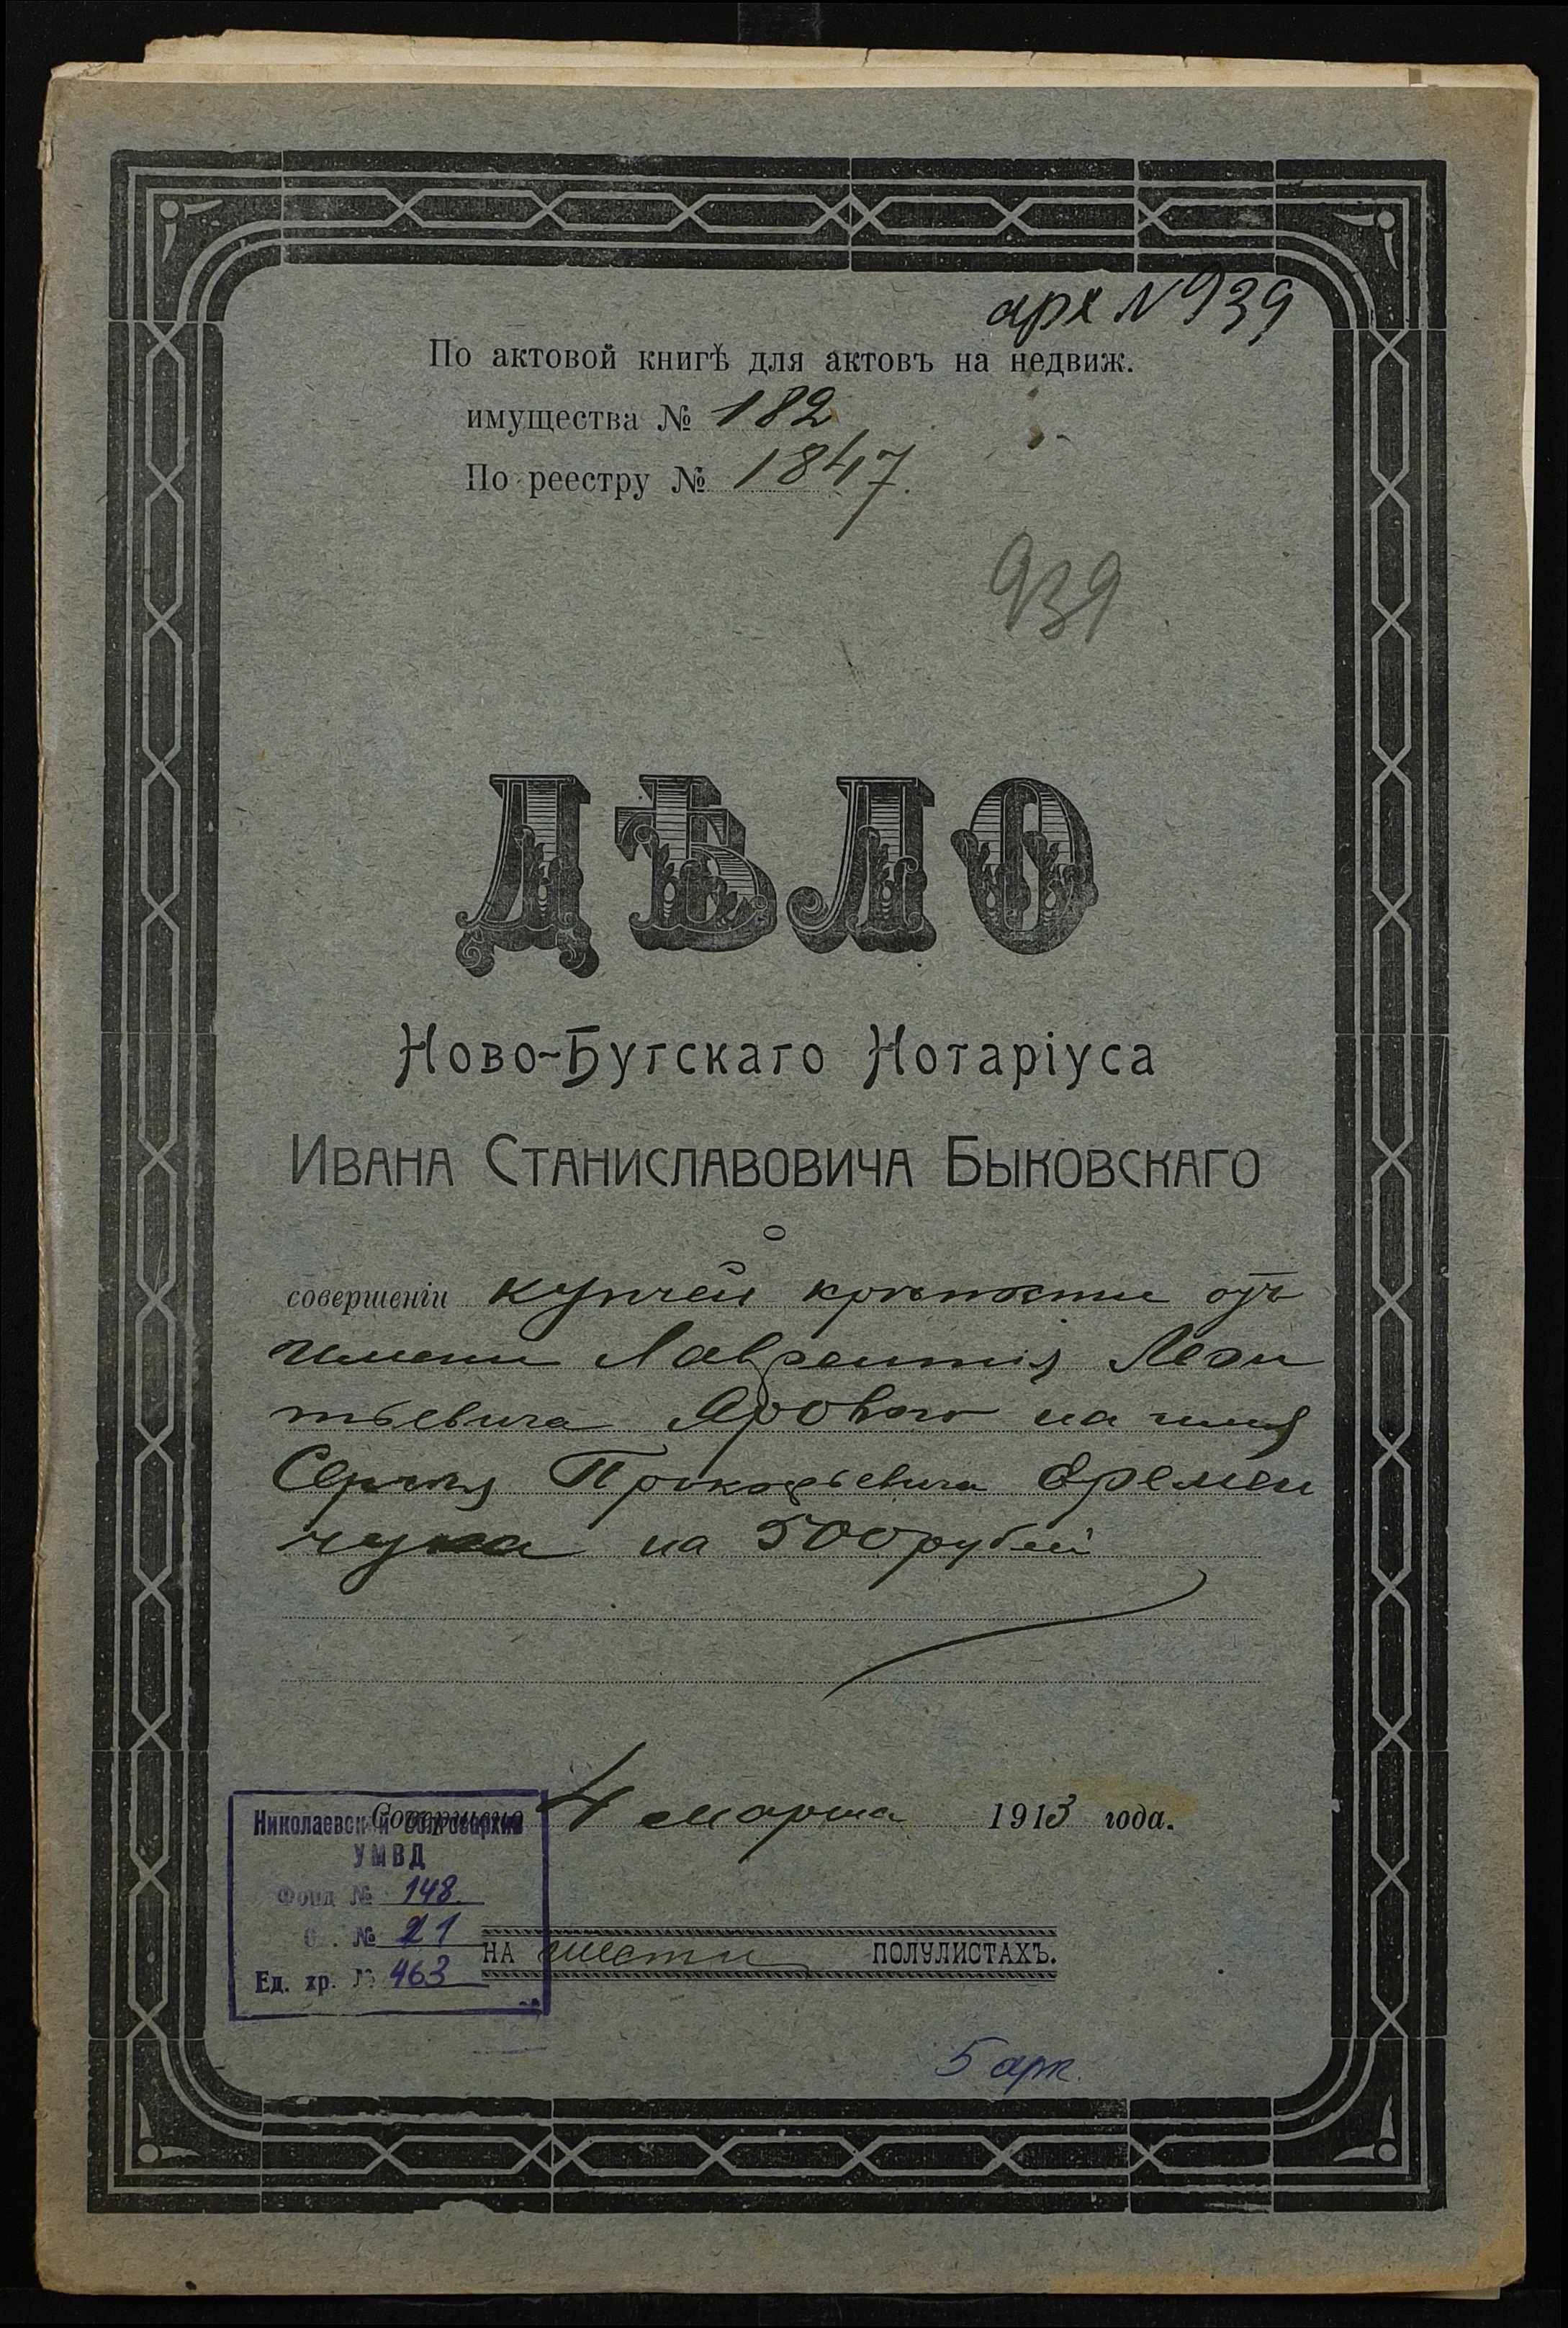 арх N 939
По актовой книгѣ для актовъ на недвиж.
имущества № 182
По реестру № 1847
939
ДѢЛО
Ново-Бугскаго Нотаріуса
Ивана Станиславовича Быковскаго
о
совершеніи купчей крѣпости отъ
имени Лаврентія Леон
тьевича Ярового на имя
Сергѣя Прокофьевича Еремен
чука на 500 рублей
Совершено 4 марта 1913 года.
Николаевский Облгосархив
УМВД
Фонд № 148
Оп. № 21
Ед. хр. № 463
НА шести ПОЛУЛИСТАХЪ.
5 арк.